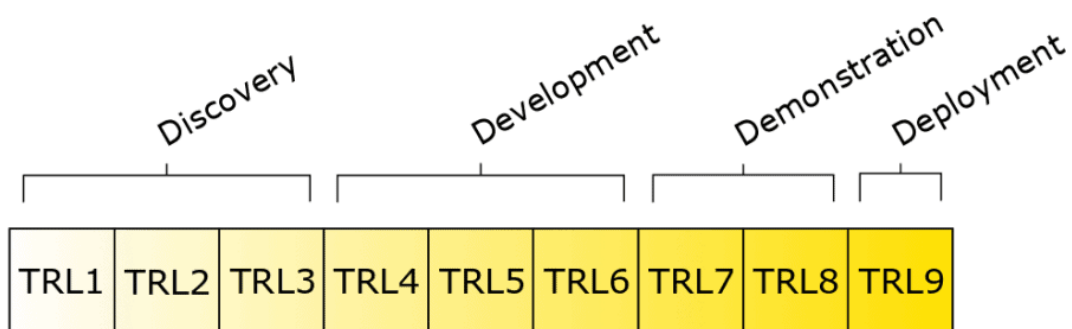 Discovery
Development
Demonstration
Deployment
TRL1 TRL2 TRL3 TRL4 TRL5 TRL6 TRL7 TRL8 TRL9